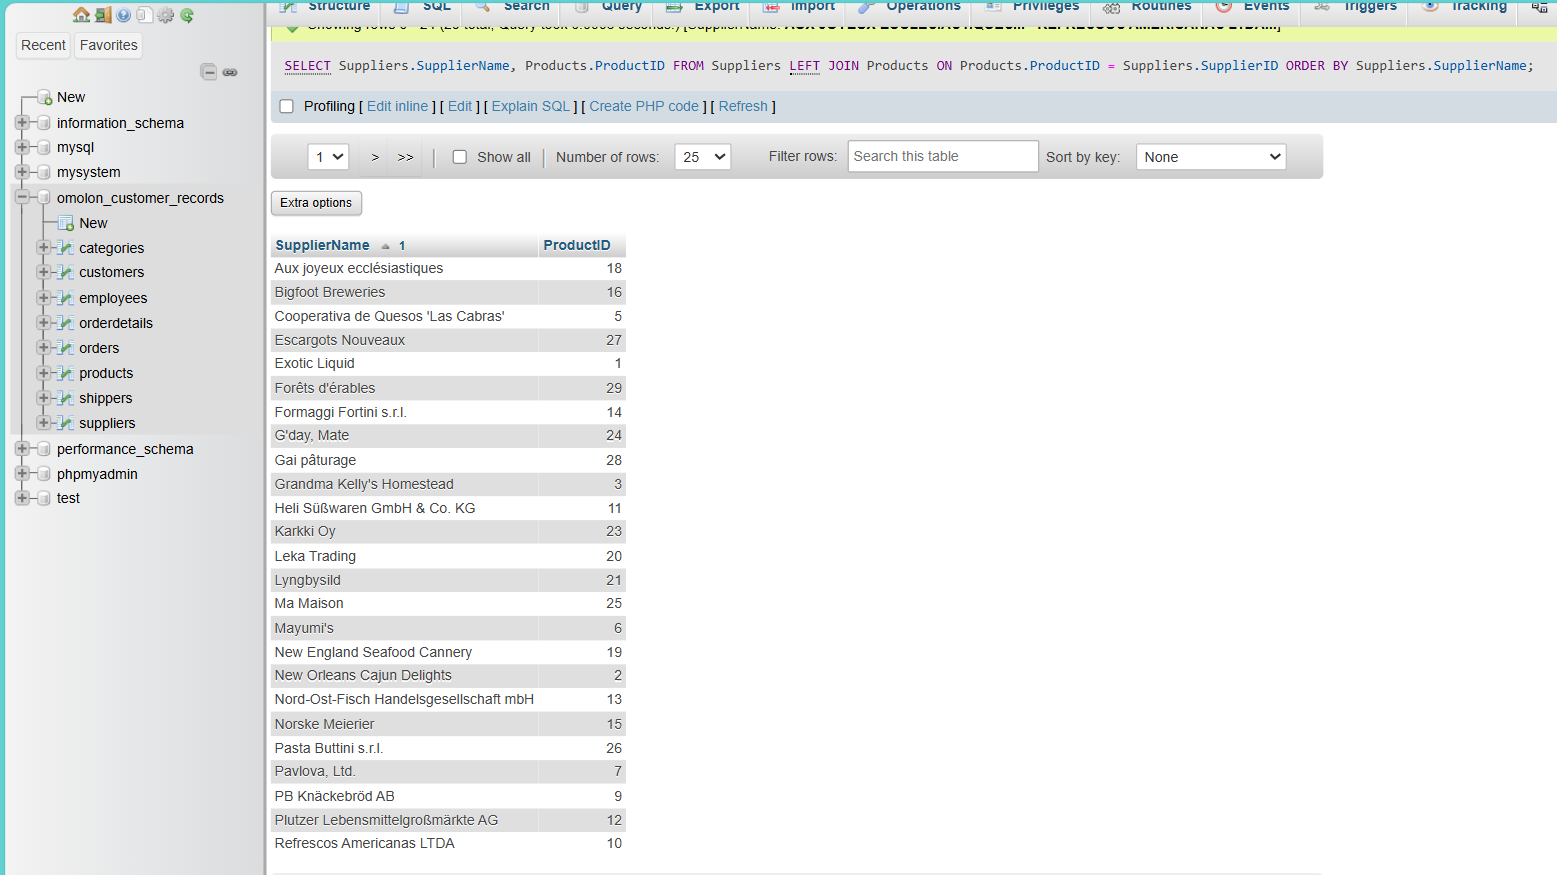 Structure SQL Search Query Export Import Operations Privileges Routines Events Triggers Tracking
Recent Favorites
New
information_schema
mysql
mysystem
omolon_customer_records
New
categories
customers
employees
orderdetails
orders
products
shippers
suppliers
performance_schema
phpmyadmin
test
SELECT Suppliers.SupplierName, Products.ProductID FROM Suppliers LEFT JOIN Products ON Products.ProductID = Suppliers.SupplierID ORDER BY Suppliers.SupplierName;
Profiling [ Edit inline ] [ Edit ] [ Explain SQL ] [ Create PHP code ] [ Refresh ]
1 > >> Show all Number of rows: 25 Filter rows: Search this table Sort by key: None
Extra options
SupplierName 1 ProductID
Aux joyeux ecclésiastiques 18
Bigfoot Breweries 16
Cooperativa de Quesos 'Las Cabras' 5
Escargots Nouveaux 27
Exotic Liquid 1
Forêts d'érables 29
Formaggi Fortini s.r.l. 14
G'day, Mate 24
Gai pâturage 28
Grandma Kelly's Homestead 3
Heli Süßwaren GmbH & Co. KG 11
Karkki Oy 23
Leka Trading 20
Lyngbysild 21
Ma Maison 25
Mayumi's 6
New England Seafood Cannery 19
New Orleans Cajun Delights 2
Nord-Ost-Fisch Handelsgesellschaft mbH 13
Norske Meierier 15
Pasta Buttini s.r.l. 26
Pavlova, Ltd. 7
PB Knäckebröd AB 9
Plutzer Lebensmittelgroßmärkte AG 12
Refrescos Americanas LTDA 10